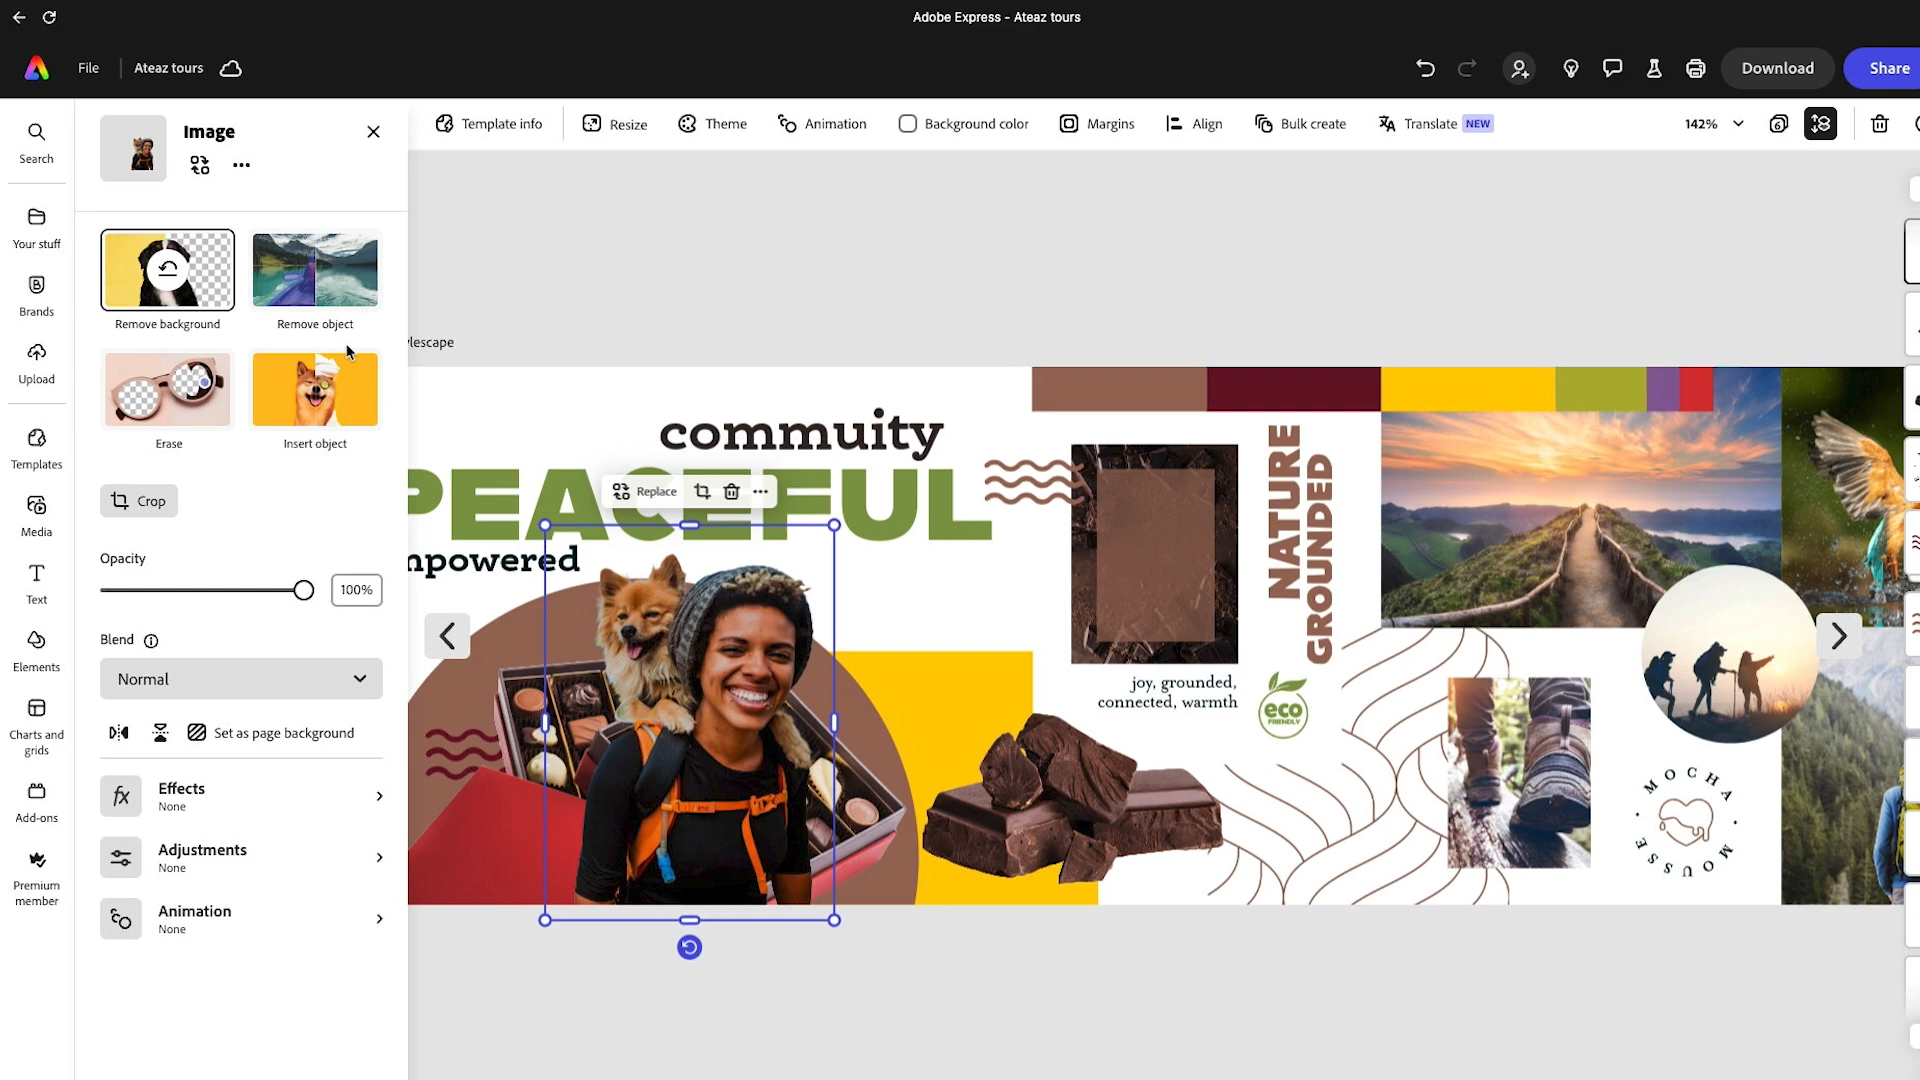 Adobe Express - Ateaz tours
File
Ateaz tours
Download
Share
Search
Your stuff
Brands
Upload
Templates
Media
Text
Elements
Charts and
grids
Add-ons
Premium
member
Image
Remove background
Remove object
Erase
Insert object
Crop
Opacity
100%
Blend
Normal
Set as page background
Effects
None
Adjustments
None
Animation
None
Template info
Resize
Theme
Animation
Background color
Margins
Align
Bulk create
Translate NEW
142%
lescape
commuity
PEACEFUL
Replace
mpowered
NATURE
GROUNDED
joy, grounded,
connected, warmth
eco
FRIENDLY
MOCHA
MOUSSE